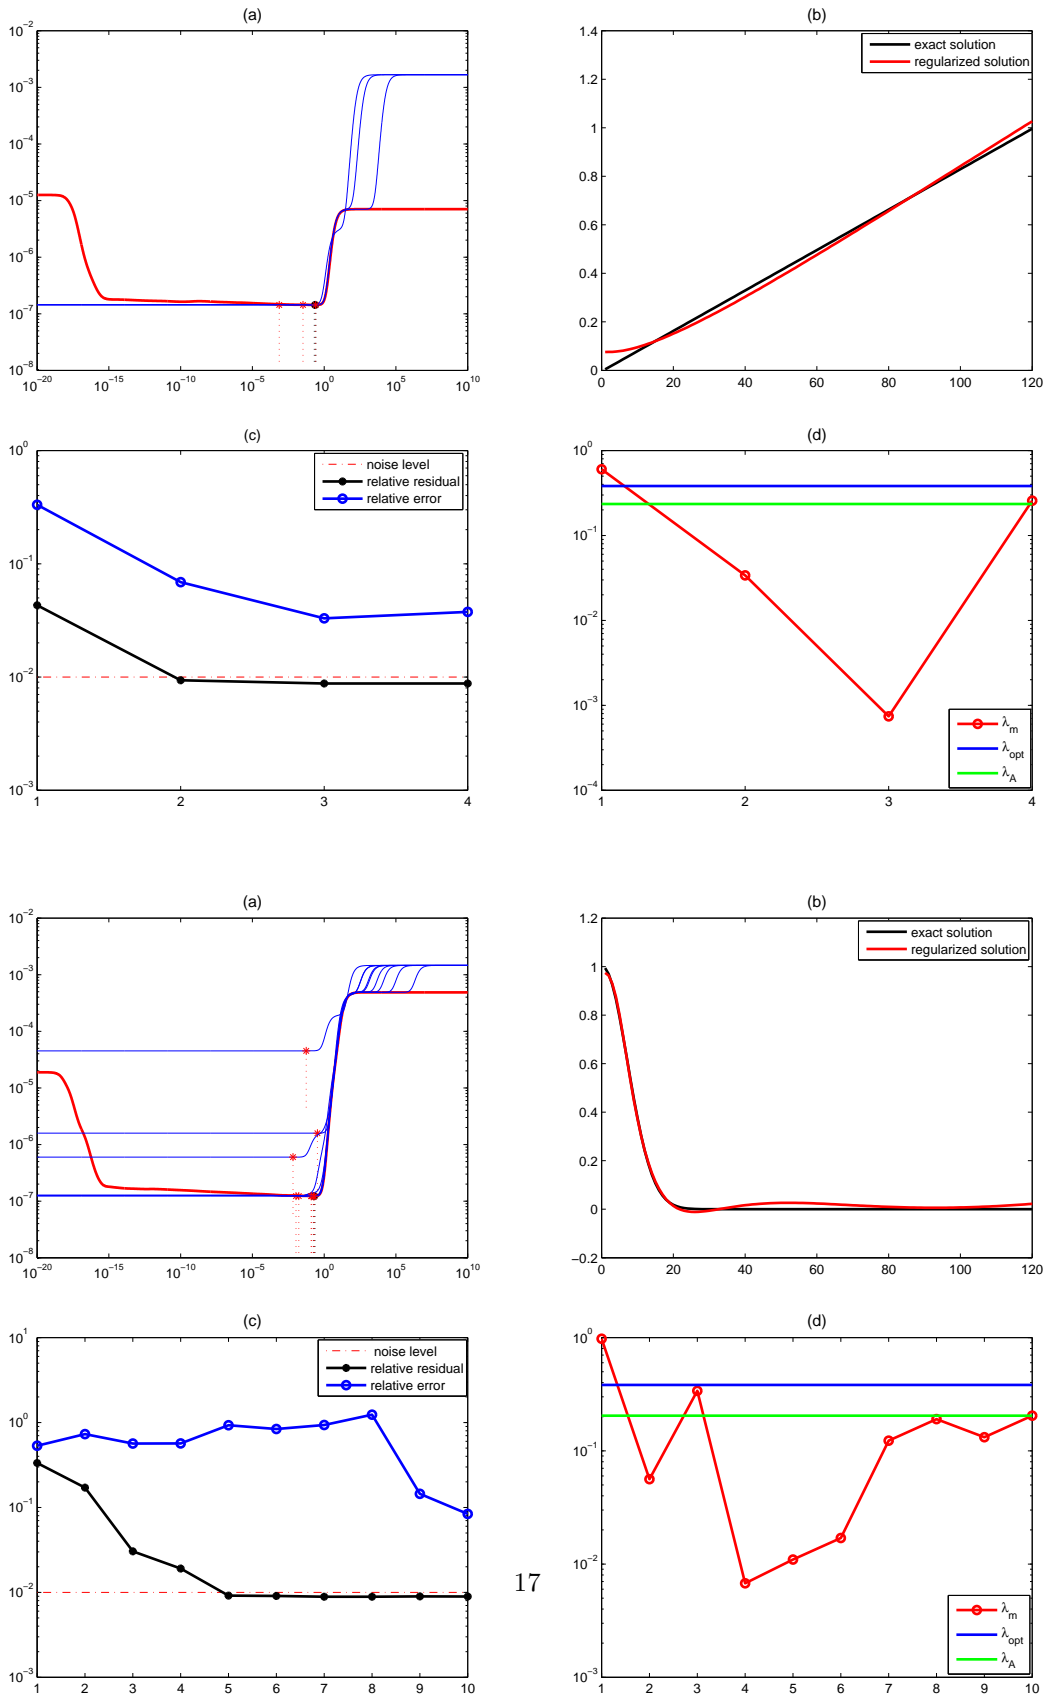 (a)
10^-2
10^-3
10^-4
10^-5
10^-6
10^-7
10^-8
10^-20 10^-15 10^-10 10^-5 10^0 10^5 10^10
(b)
1.4
1.2
1
0.8
0.6
0.4
0.2
0
0 20 40 60 80 100 120
exact solution
regularized solution
(c)
10^0
10^-1
10^-2
10^-3
1 2 3 4
noise level
relative residual
relative error
(d)
10^0
10^-1
10^-2
10^-3
10^-4
1 2 3 4
λ_m
λ_opt
λ_A
(a)
10^-2
10^-3
10^-4
10^-5
10^-6
10^-7
10^-8
10^-20 10^-15 10^-10 10^-5 10^0 10^5 10^10
(b)
1.2
1
0.8
0.6
0.4
0.2
0
−0.2
0 20 40 60 80 100 120
exact solution
regularized solution
(c)
10^1
10^0
10^-1
10^-2
10^-3
1 2 3 4 5 6 7 8 9 10
noise level
relative residual
relative error
(d)
10^0
10^-1
10^-2
10^-3
1 2 3 4 5 6 7 8 9 10
λ_m
λ_opt
λ_A
17